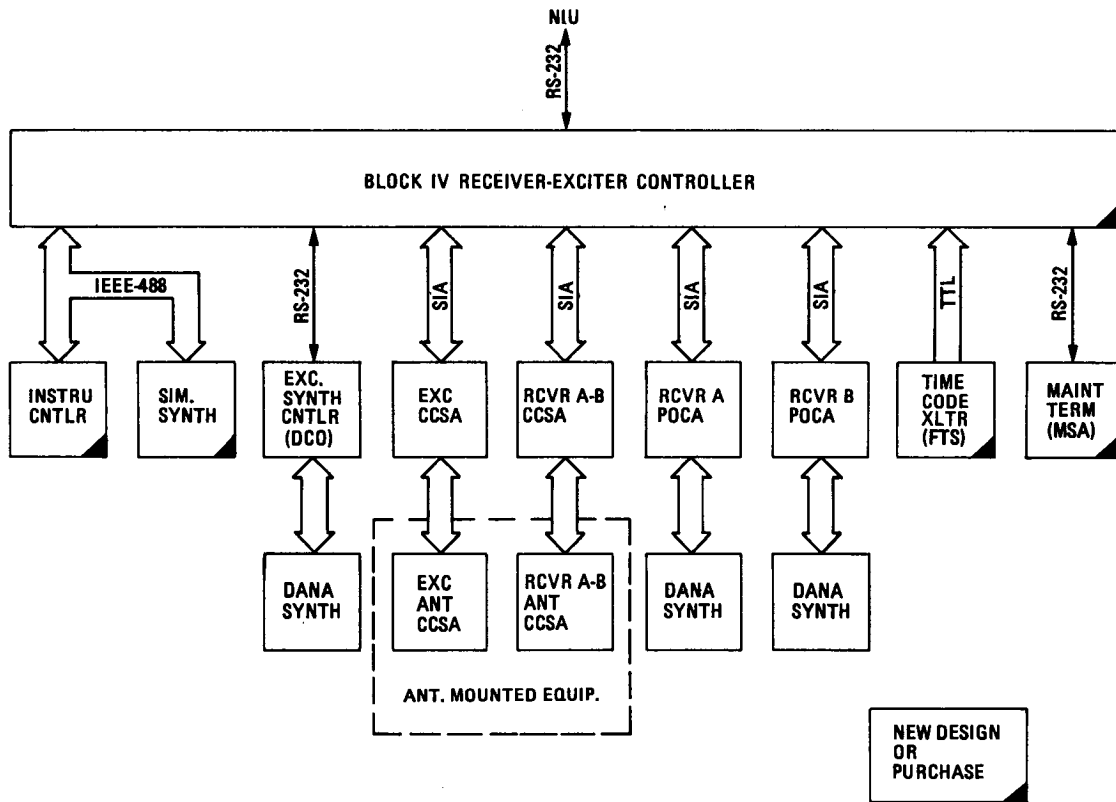 NIU
RS-232
BLOCK IV RECEIVER-EXCITER CONTROLLER
IEEE-488
RS-232
SIA
SIA
SIA
SIA
TTL
RS-232
INSTRU
CNTLR
SIM.
SYNTH
EXC.
SYNTH
CNTLR
(DCO)
EXC
CCSA
RCVR A-B
CCSA
RCVR A
POCA
RCVR B
POCA
TIME
CODE
XLTR
(FTS)
MAINT
TERM
(MSA)
DANA
SYNTH
EXC
ANT
CCSA
RCVR A-B
ANT
CCSA
DANA
SYNTH
DANA
SYNTH
ANT. MOUNTED EQUIP.
NEW DESIGN
OR
PURCHASE